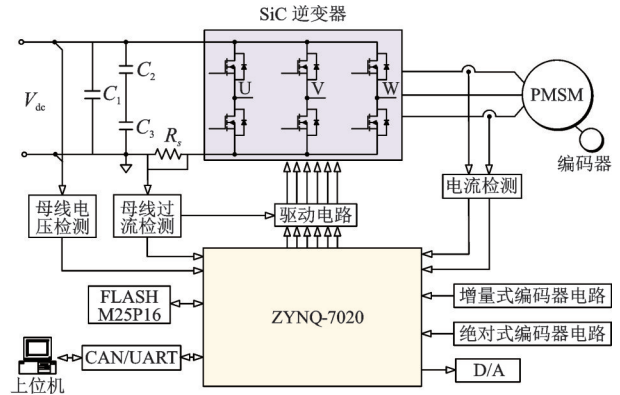 SiC 逆变器
C₂
C₁
V_dc
C₃
R_s
U
V
W
PMSM
编码器
母线电
压检测
母线过
流检测
驱动电路
电流检测
FLASH
M25P16
ZYNQ-7020
增量式编码器电路
绝对式编码器电路
CAN/UART
D/A
上位机